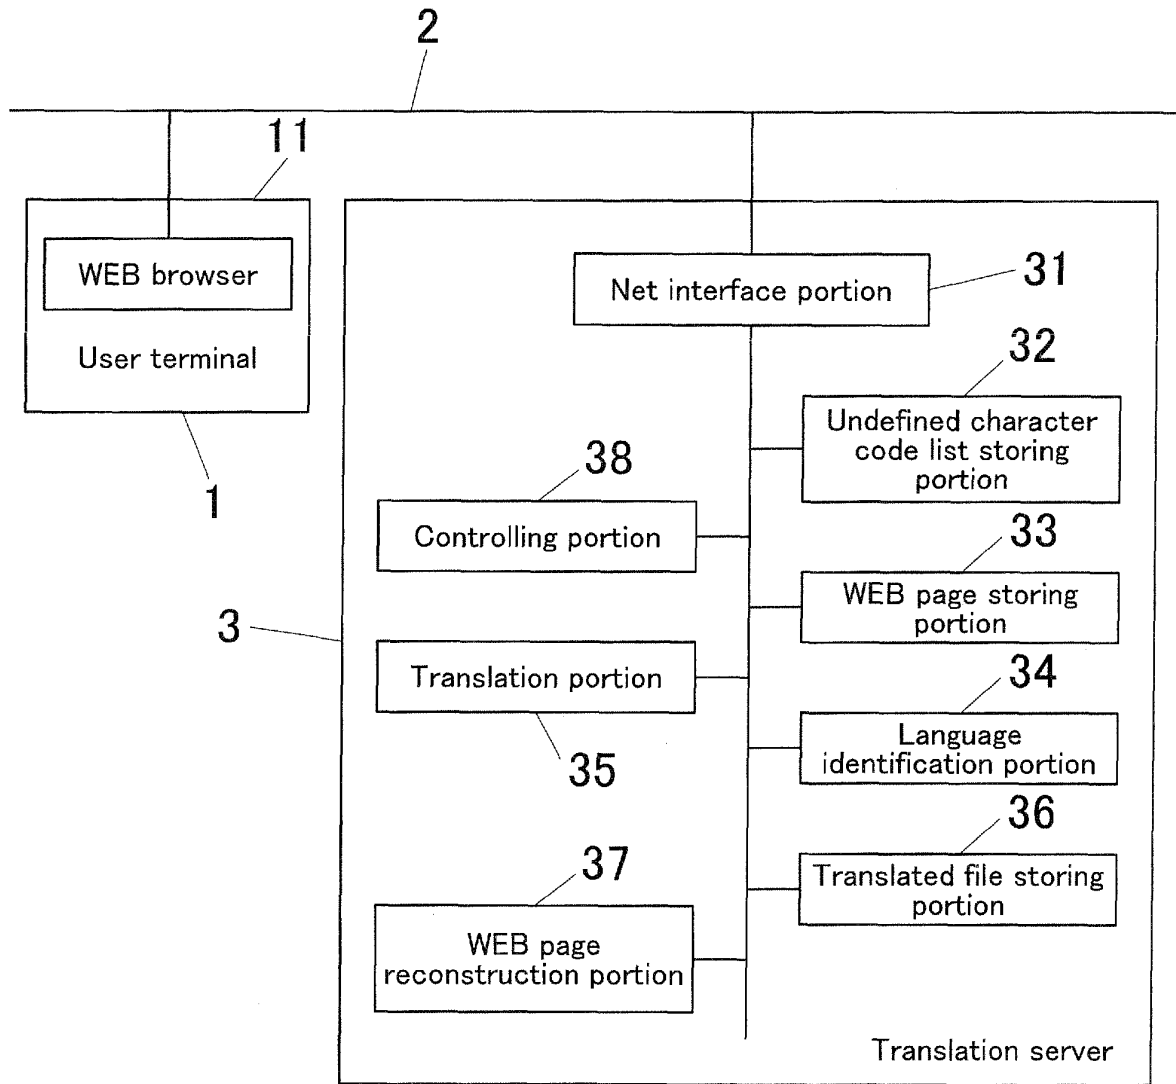 2
11
WEB browser
User terminal
1
Net interface portion
31
32
Undefined character
code list storing
portion
38
Controlling portion
33
WEB page storing
portion
3
Translation portion
35
34
Language
identification portion
36
Translated file storing
portion
37
WEB page
reconstruction portion
Translation server